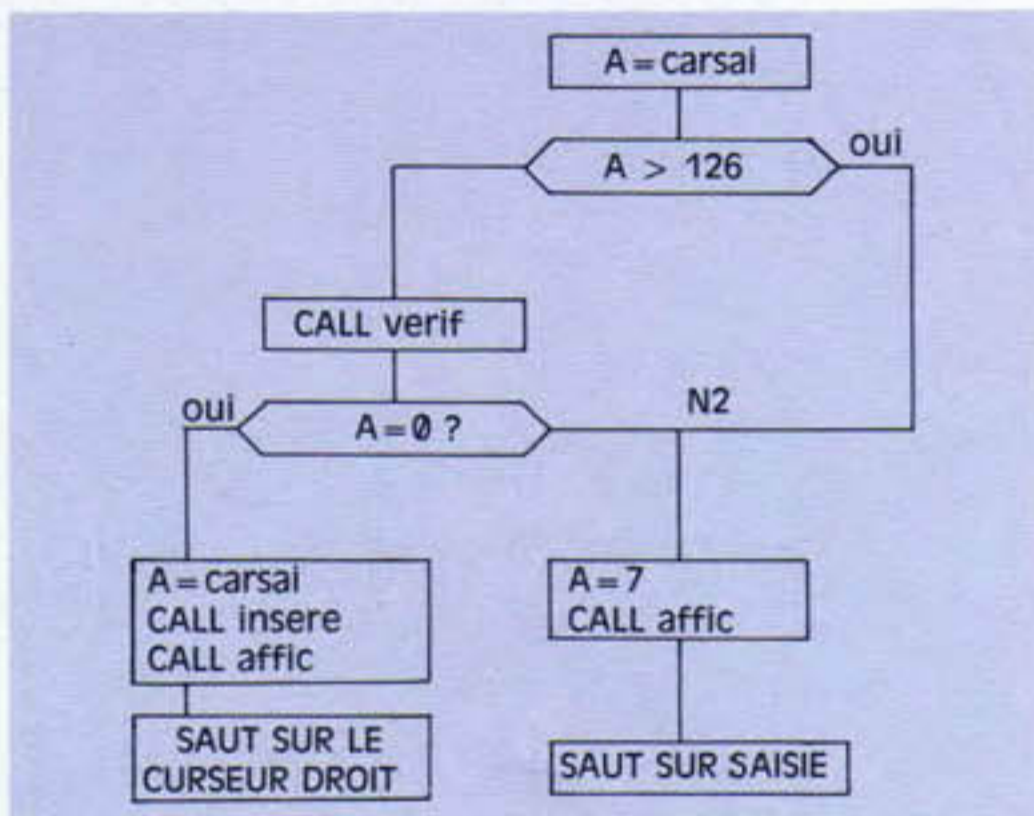 A = carsai
A > 126
oui
CALL verif
oui
A = 0 ?
N2
A = carsai
CALL insere
CALL affic
A = 7
CALL affic
SAUT SUR LE
CURSEUR DROIT
SAUT SUR SAISIE